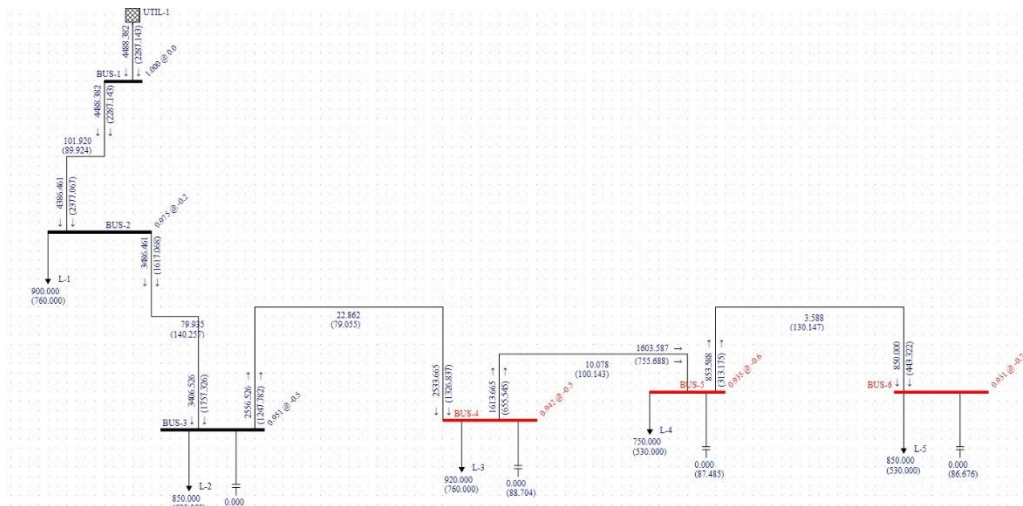 UTIL-1
4488.382
(2287.143)
BUS-1
1.000 @ 0.0
4488.382
(2287.143)
101.920
(89.924)
4386.461
(2377.067)
BUS-2
0.975 @ -0.2
3486.461
(1617.068)
L-1
900.000
(760.000)
79.935
(140.257)
3406.526
(1757.326)
2556.526
(1247.782)
0.951 @ -0.5
BUS-3
L-2
850.000
0.000
22.862
(79.055)
2533.665
(1326.837)
1613.665
(655.545)
0.942 @ -0.5
BUS-4
L-3
920.000
(760.000)
0.000
(88.704)
1603.587
(755.688)
10.078
(100.143)
853.588
(313.175)
0.935 @ -0.6
BUS-5
L-4
750.000
(530.000)
0.000
(87.485)
3.588
(130.147)
850.000
(443.322)
BUS-6
L-5
850.000
(530.000)
0.000
(86.676)